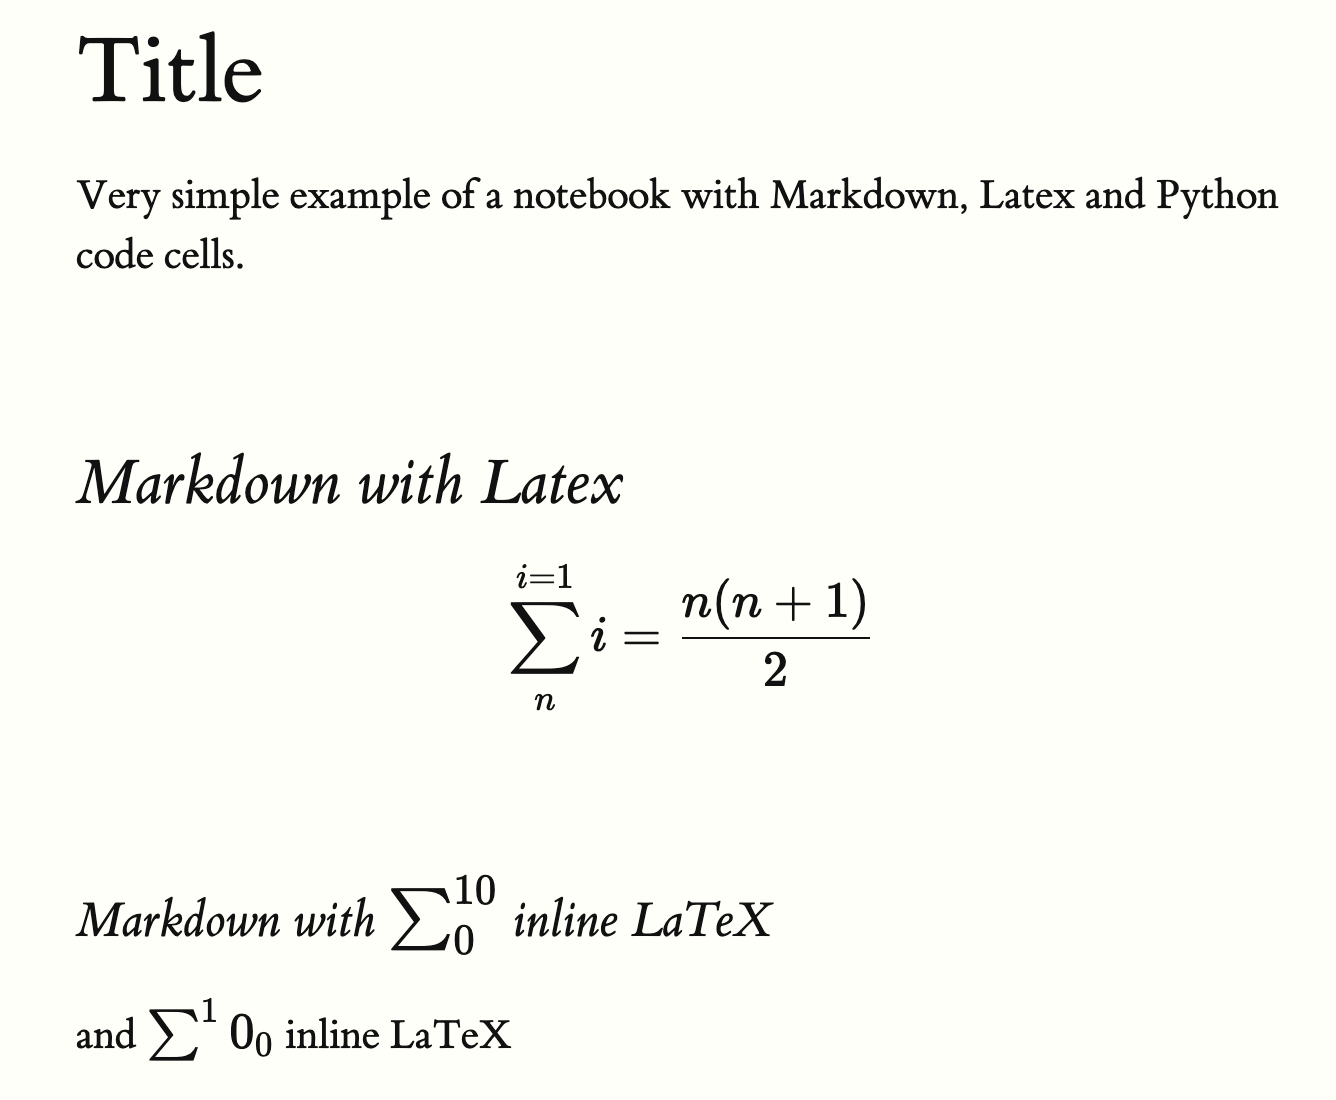 Title
Very simple example of a notebook with Markdown, Latex and Python
code cells.
Markdown with Latex
$$\sum_{n}^{i=1} i = \frac{n(n+1)}{2}$$
Markdown with $\sum_{0}^{10}$ inline LaTeX
and $\sum^1 0_0$ inline LaTeX